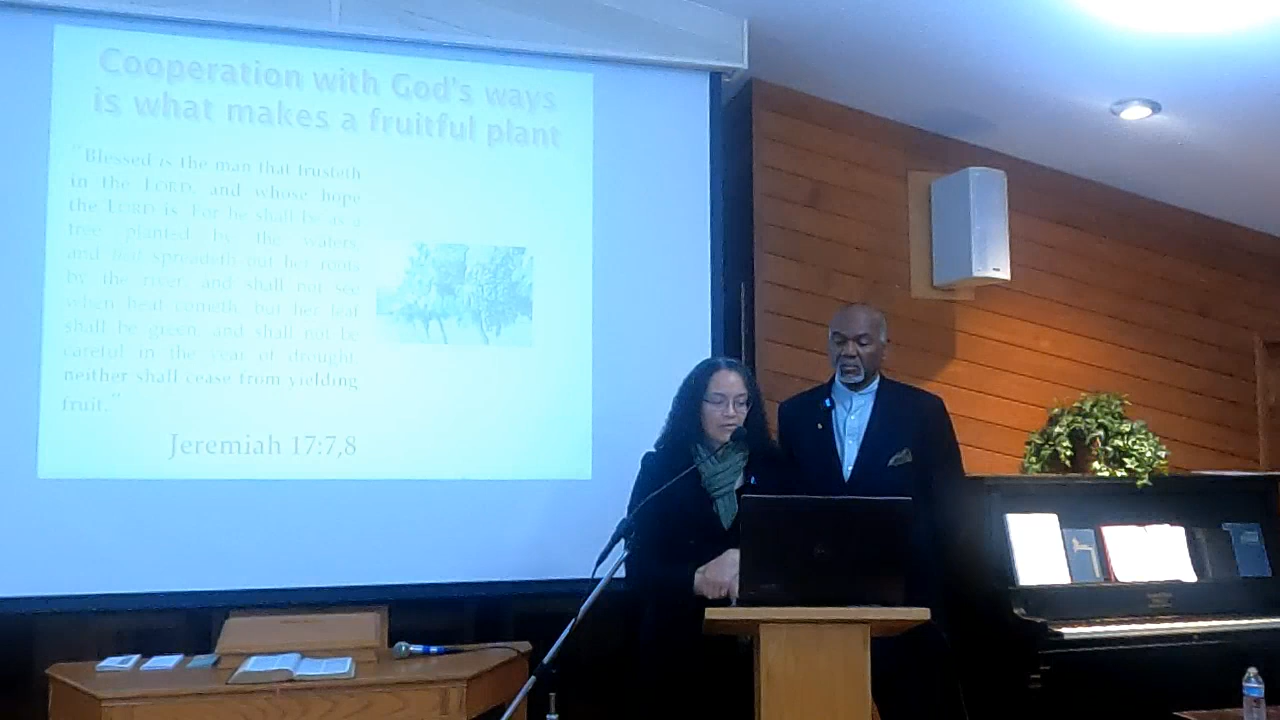 Cooperation with God's ways
is what makes a fruitful plant
"Blessed is the man that trusteth
in the LORD, and whose hope
the LORD is. For he shall be as a
tree planted by the waters,
and that spreadeth out her roots
by the river, and shall not see
when heat cometh, but her leaf
shall be green; and shall not be
careful in the year of drought,
neither shall cease from yielding
fruit."
Jeremiah 17:7,8